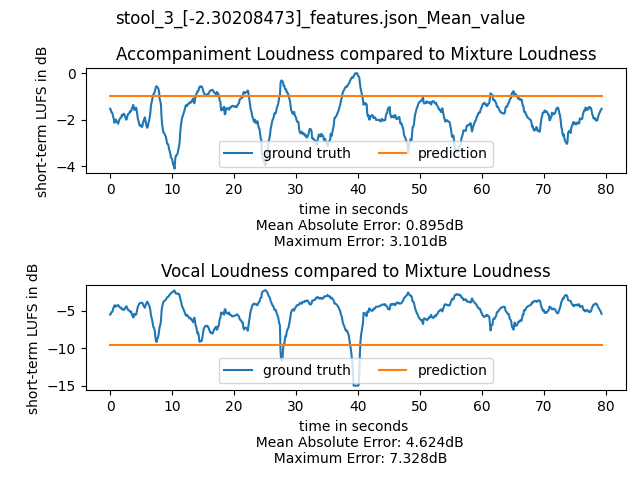 stool_3_[-2.30208473]_features.json_Mean_value
Accompaniment Loudness compared to Mixture Loudness
short-term LUFS in dB
0
−2
−4
ground truth prediction
0 10 20 30 40 50 60 70 80
time in seconds
Mean Absolute Error: 0.895dB
Maximum Error: 3.101dB
Vocal Loudness compared to Mixture Loudness
short-term LUFS in dB
−5
−10
−15
ground truth prediction
0 10 20 30 40 50 60 70 80
time in seconds
Mean Absolute Error: 4.624dB
Maximum Error: 7.328dB